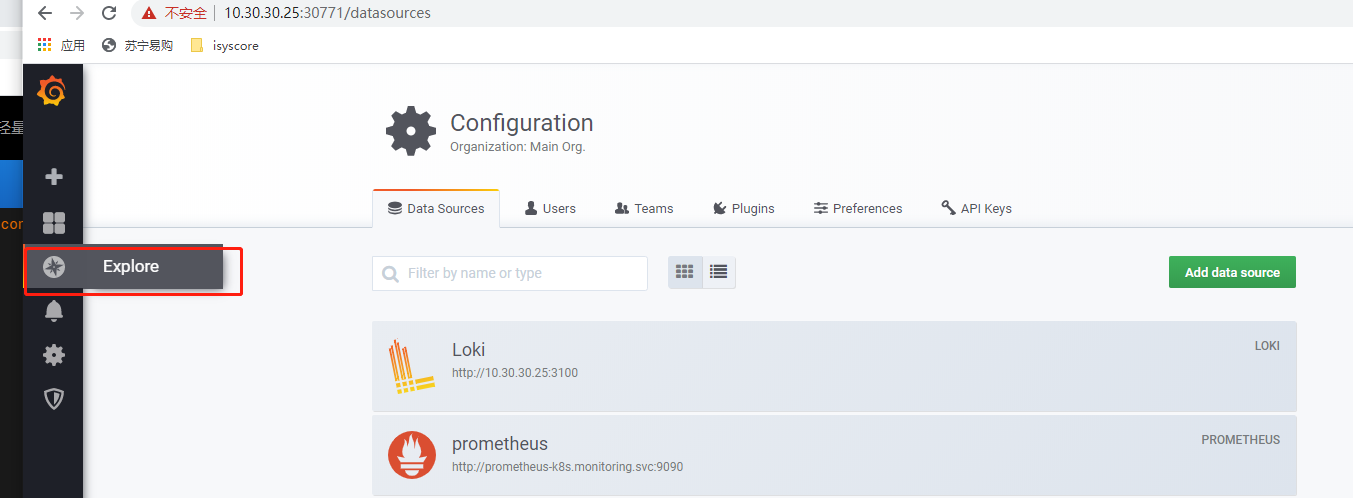 不安全 | 10.30.30.25:30771/datasources
应用 苏宁易购 isyscore
轻量
Configuration
Organization: Main Org.
Data Sources Users Teams Plugins Preferences API Keys
com
Explore
Filter by name or type Add data source
Loki LOKI
http://10.30.30.25:3100
prometheus PROMETHEUS
http://prometheus-k8s.monitoring.svc:9090